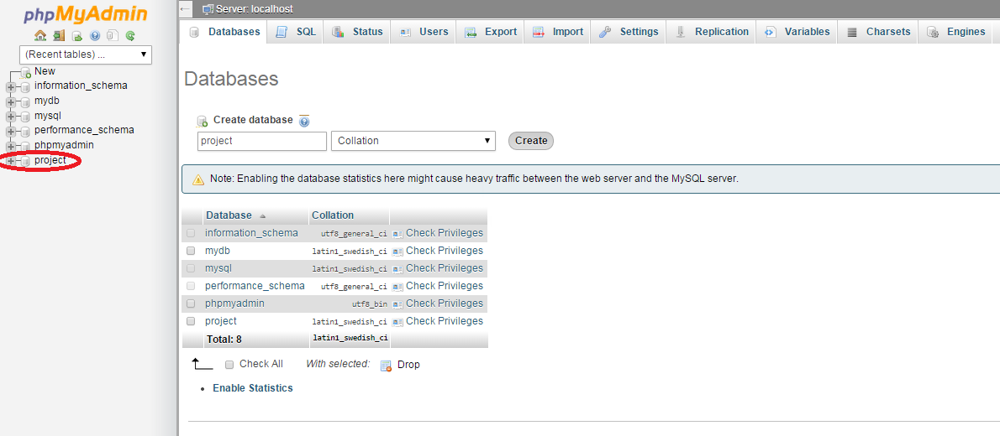 phpMyAdmin
(Recent tables) ...
New
information_schema
mydb
mysql
performance_schema
phpmyadmin
project
Server: localhost
Databases SQL Status Users Export Import Settings Replication Variables Charsets Engines
Databases
Create database
project Collation Create
Note: Enabling the database statistics here might cause heavy traffic between the web server and the MySQL server.
Database Collation
information_schema utf8_general_ci Check Privileges
mydb latin1_swedish_ci Check Privileges
mysql latin1_swedish_ci Check Privileges
performance_schema utf8_general_ci Check Privileges
phpmyadmin utf8_bin Check Privileges
project latin1_swedish_ci Check Privileges
Total: 8 latin1_swedish_ci
Check All With selected: Drop
Enable Statistics